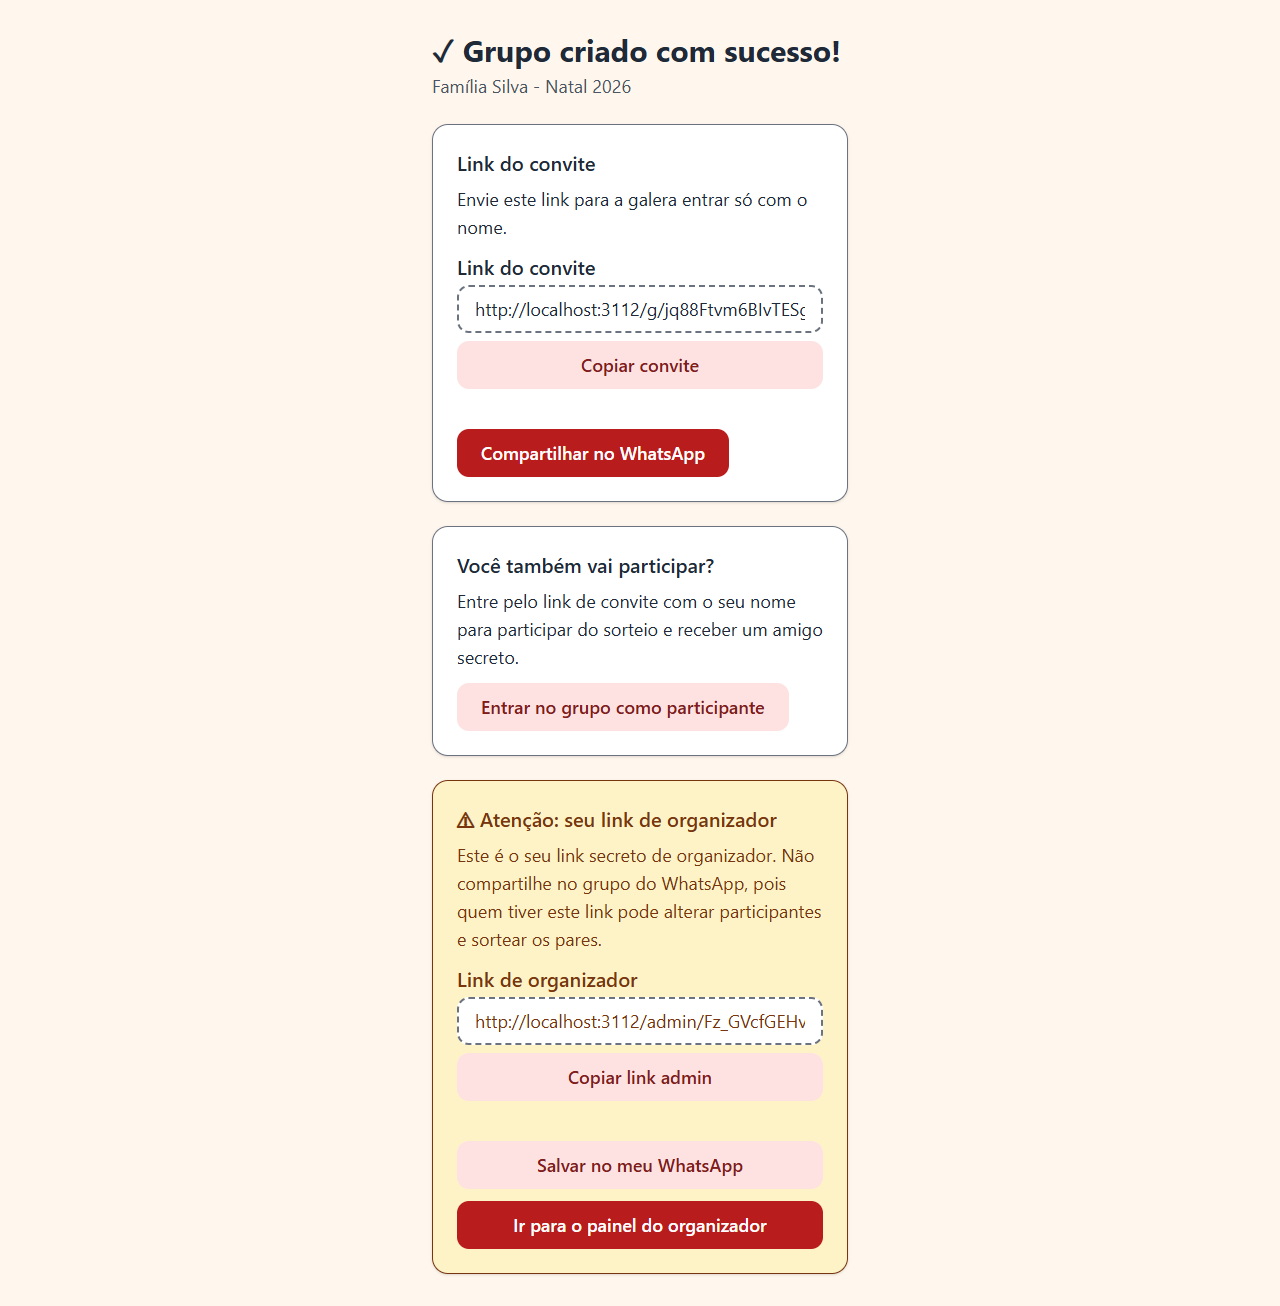 ✓ Grupo criado com sucesso!
Família Silva - Natal 2026
Link do convite
Envie este link para a galera entrar só com o
nome.
Link do convite
http://localhost:3112/g/jq88Ftvm6BIvTESg
Copiar convite
Compartilhar no WhatsApp
Você também vai participar?
Entre pelo link de convite com o seu nome
para participar do sorteio e receber um amigo
secreto.
Entrar no grupo como participante
⚠ Atenção: seu link de organizador
Este é o seu link secreto de organizador. Não
compartilhe no grupo do WhatsApp, pois
quem tiver este link pode alterar participantes
e sortear os pares.
Link de organizador
http://localhost:3112/admin/Fz_GVcfGEHv
Copiar link admin
Salvar no meu WhatsApp
Ir para o painel do organizador